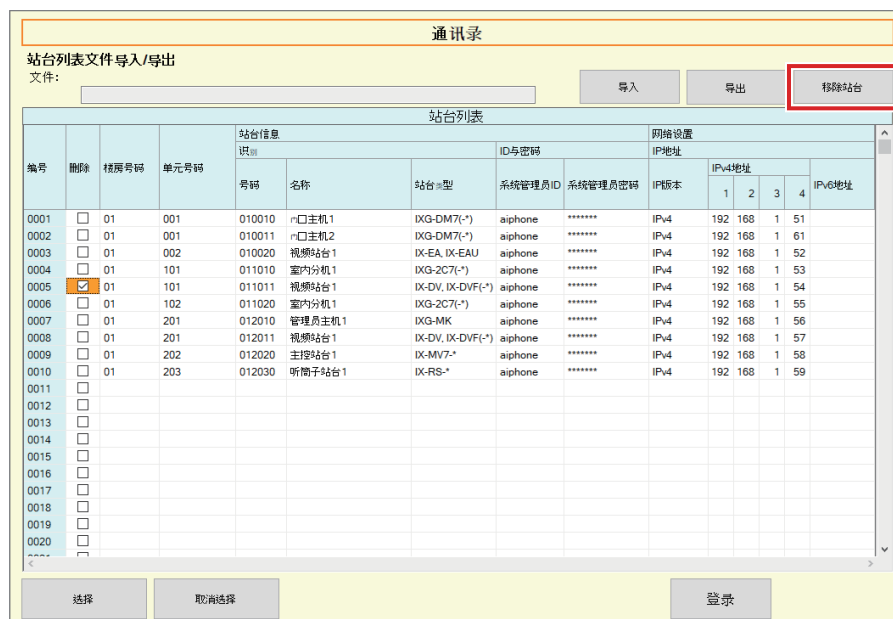 通讯录
站台列表文件导入/导出
文件:
导入 导出 移除站台
站台列表
站台信息 网络设置
识别 ID与密码 IP地址
编号 删除 楼房号码 单元号码 号码 名称 站台类型 系统管理员ID 系统管理员密码 IP版本 IPv4地址 IPv6地址
1 2 3 4
0001 01 001 010010 门口主机1 IXG-DM7(-*) aiphone ******* IPv4 192 168 1 51
0002 01 001 010011 门口主机2 IXG-DM7(-*) aiphone ******* IPv4 192 168 1 61
0003 01 002 010020 视频站台1 IX-EA, IX-EAU aiphone ******* IPv4 192 168 1 52
0004 01 101 011010 室内分机1 IXG-2C7(-*) aiphone ******* IPv4 192 168 1 53
0005 01 101 011011 视频站台1 IX-DV, IX-DVF(-*) aiphone ******* IPv4 192 168 1 54
0006 01 102 011020 室内分机1 IXG-2C7(-*) aiphone ******* IPv4 192 168 1 55
0007 01 201 012010 管理员主机1 IXG-MK aiphone ******* IPv4 192 168 1 56
0008 01 201 012011 视频站台1 IX-DV, IX-DVF(-*) aiphone ******* IPv4 192 168 1 57
0009 01 202 012020 主控站台1 IX-MV7-* aiphone ******* IPv4 192 168 1 58
0010 01 203 012030 听筒子站台1 IX-RS-* aiphone ******* IPv4 192 168 1 59
0011
0012
0013
0014
0015
0016
0017
0018
0019
0020
选择 取消选择 登录